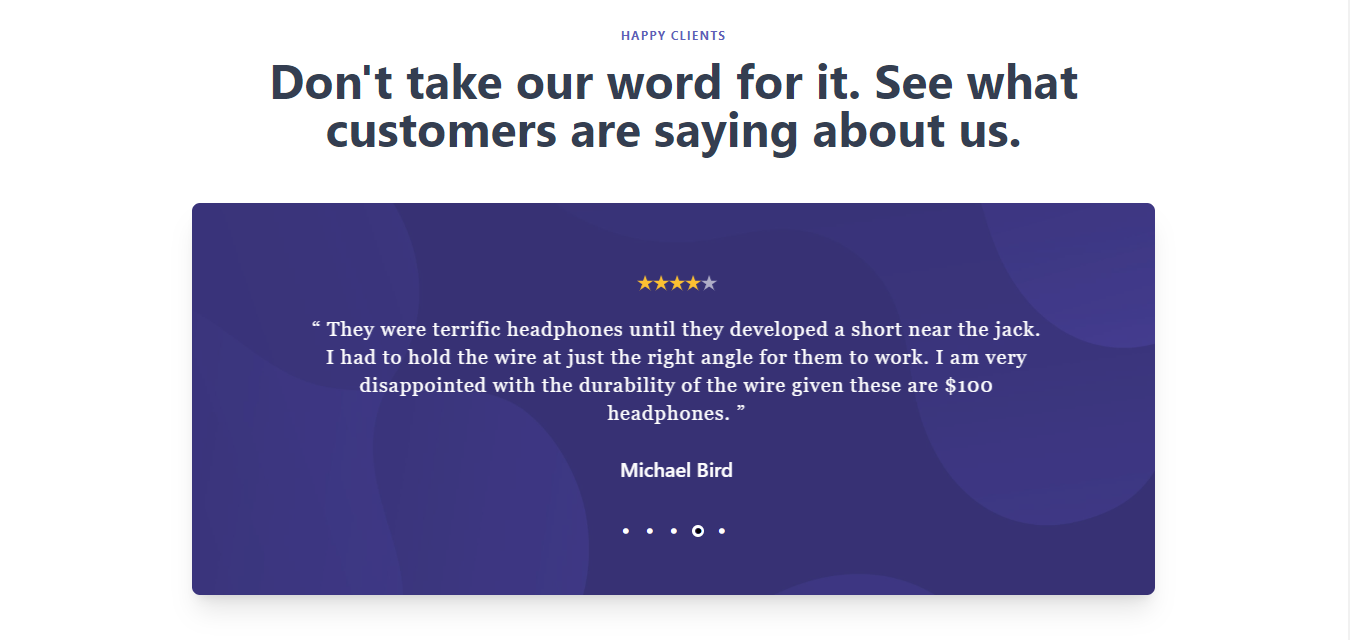 HAPPY CLIENTS
Don't take our word for it. See what
customers are saying about us.
“ They were terrific headphones until they developed a short near the jack.
I had to hold the wire at just the right angle for them to work. I am very
disappointed with the durability of the wire given these are $100
headphones. ”
Michael Bird